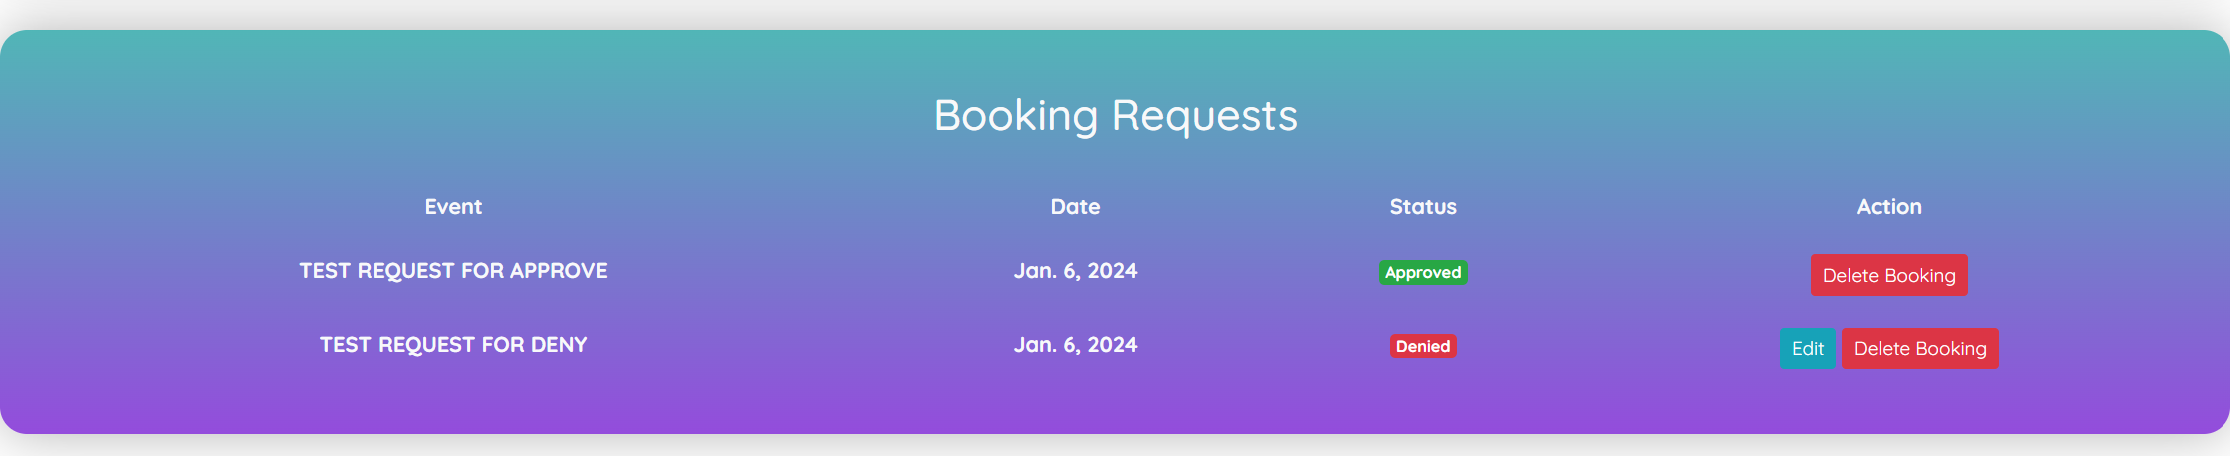 Booking Requests
Event Date Status Action
TEST REQUEST FOR APPROVE Jan. 6, 2024 Approved Delete Booking
TEST REQUEST FOR DENY Jan. 6, 2024 Denied Edit Delete Booking